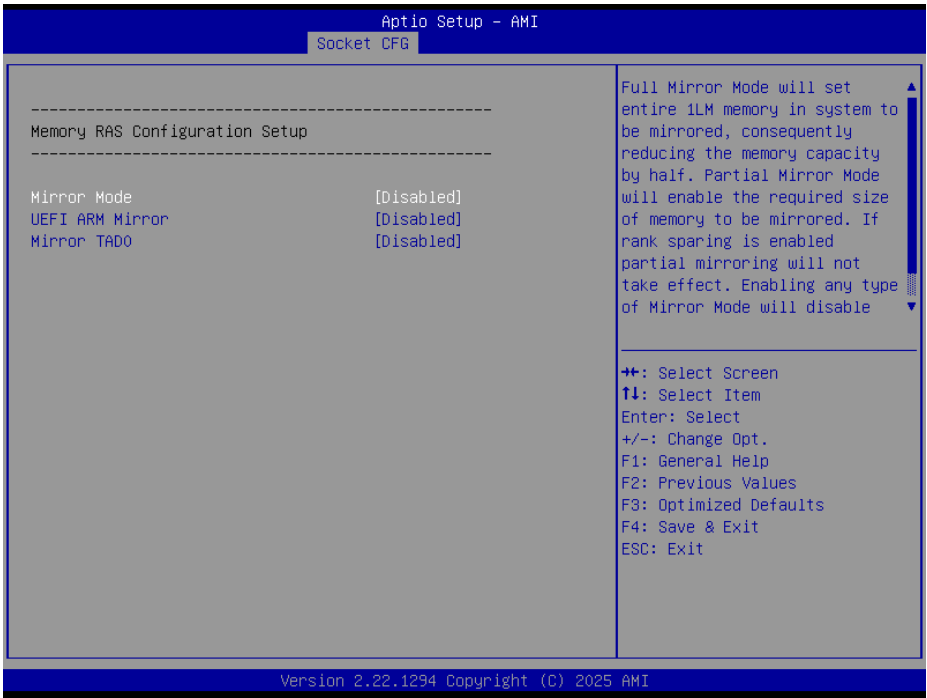 Aptio Setup - AMI
Socket CFG
--------------------------------------------------
Memory RAS Configuration Setup
--------------------------------------------------
Mirror Mode [Disabled]
UEFI ARM Mirror [Disabled]
Mirror TAD0 [Disabled]
Full Mirror Mode will set
entire 1LM memory in system to
be mirrored, consequently
reducing the memory capacity
by half. Partial Mirror Mode
will enable the required size
of memory to be mirrored. If
rank sparing is enabled
partial mirroring will not
take effect. Enabling any type
of Mirror Mode will disable
→←: Select Screen
↑↓: Select Item
Enter: Select
+/-: Change Opt.
F1: General Help
F2: Previous Values
F3: Optimized Defaults
F4: Save & Exit
ESC: Exit
Version 2.22.1294 Copyright (C) 2025 AMI